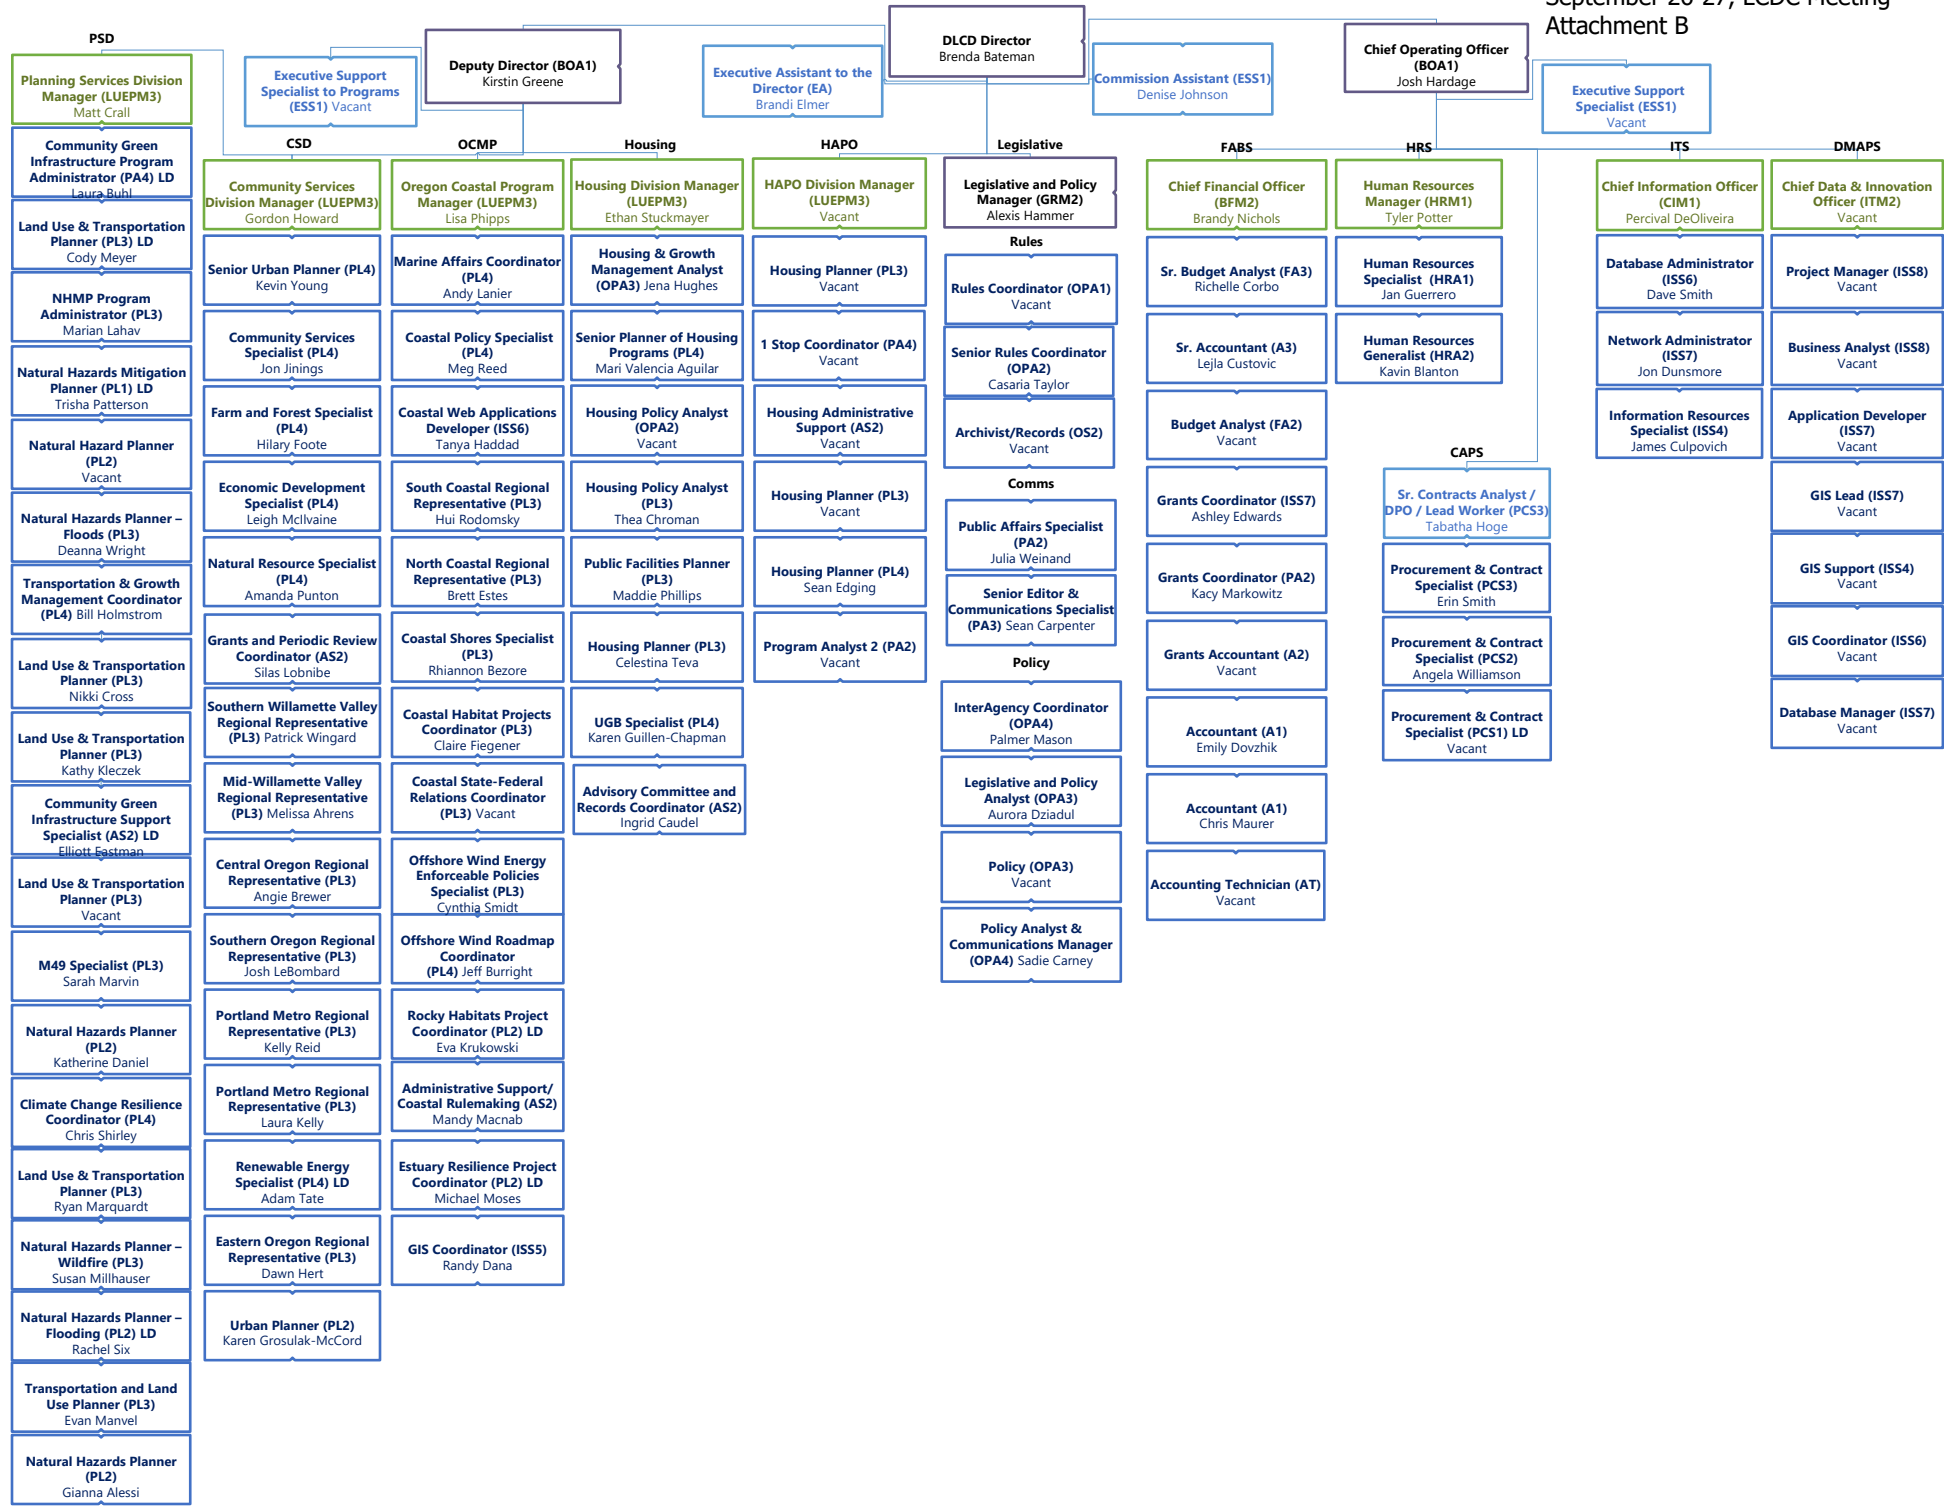 September 26-27, LCDC Meeting
Attachment B
DLCD Director
Brenda Bateman
Deputy Director (BOA1)
Kirstin Greene
Executive Support
Specialist to Programs
(ESS1) Vacant
Executive Assistant to the
Director (EA)
Brandi Elmer
Commission Assistant (ESS1)
Denise Johnson
Chief Operating Officer
(BOA1)
Josh Hardage
Executive Support
Specialist (ESS1)
Vacant
PSD
Planning Services Division
Manager (LUEPM3)
Matt Crall
Community Green
Infrastructure Program
Administrator (PA4) LD
Laura Buhl
Land Use & Transportation
Planner (PL3) LD
Cody Meyer
NHMP Program
Administrator (PL3)
Marian Lahav
Natural Hazards Mitigation
Planner (PL1) LD
Trisha Patterson
Natural Hazard Planner
(PL2)
Vacant
Natural Hazards Planner –
Floods (PL3)
Deanna Wright
Transportation & Growth
Management Coordinator
(PL4) Bill Holmstrom
Land Use & Transportation
Planner (PL3)
Nikki Cross
Land Use & Transportation
Planner (PL3)
Kathy Kleczek
Community Green
Infrastructure Support
Specialist (AS2) LD
Elliott Eastman
Land Use & Transportation
Planner (PL3)
Vacant
M49 Specialist (PL3)
Sarah Marvin
Natural Hazards Planner
(PL2)
Katherine Daniel
Climate Change Resilience
Coordinator (PL4)
Chris Shirley
Land Use & Transportation
Planner (PL3)
Ryan Marquardt
Natural Hazards Planner –
Wildfire (PL3)
Susan Millhauser
Natural Hazards Planner –
Flooding (PL2) LD
Rachel Six
Transportation and Land
Use Planner (PL3)
Evan Manvel
Natural Hazards Planner
(PL2)
Gianna Alessi
CSD
Community Services
Division Manager (LUEPM3)
Gordon Howard
Senior Urban Planner (PL4)
Kevin Young
Community Services
Specialist (PL4)
Jon Jinings
Farm and Forest Specialist
(PL4)
Hilary Foote
Economic Development
Specialist (PL4)
Leigh McIlvaine
Natural Resource Specialist
(PL4)
Amanda Punton
Grants and Periodic Review
Coordinator (AS2)
Silas Lobnibe
Southern Willamette Valley
Regional Representative
(PL3) Patrick Wingard
Mid-Willamette Valley
Regional Representative
(PL3) Melissa Ahrens
Central Oregon Regional
Representative (PL3)
Angie Brewer
Southern Oregon Regional
Representative (PL3)
Josh LeBombard
Portland Metro Regional
Representative (PL3)
Kelly Reid
Portland Metro Regional
Representative (PL3)
Laura Kelly
Renewable Energy
Specialist (PL4) LD
Adam Tate
Eastern Oregon Regional
Representative (PL3)
Dawn Hert
Urban Planner (PL2)
Karen Grosulak-McCord
OCMP
Oregon Coastal Program
Manager (LUEPM3)
Lisa Phipps
Marine Affairs Coordinator
(PL4)
Andy Lanier
Coastal Policy Specialist
(PL4)
Meg Reed
Coastal Web Applications
Developer (ISS6)
Tanya Haddad
South Coastal Regional
Representative (PL3)
Hui Rodomsky
North Coastal Regional
Representative (PL3)
Brett Estes
Coastal Shores Specialist
(PL3)
Rhiannon Bezore
Coastal Habitat Projects
Coordinator (PL3)
Claire Fiegener
Coastal State-Federal
Relations Coordinator
(PL3) Vacant
Offshore Wind Energy
Enforceable Policies
Specialist (PL3)
Cynthia Smidt
Offshore Wind Roadmap
Coordinator
(PL4) Jeff Burright
Rocky Habitats Project
Coordinator (PL2) LD
Eva Krukowski
Administrative Support/
Coastal Rulemaking (AS2)
Mandy Macnab
Estuary Resilience Project
Coordinator (PL2) LD
Michael Moses
GIS Coordinator (ISS5)
Randy Dana
Housing
Housing Division Manager
(LUEPM3)
Ethan Stuckmayer
Housing & Growth
Management Analyst
(OPA3) Jena Hughes
Senior Planner of Housing
Programs (PL4)
Mari Valencia Aguilar
Housing Policy Analyst
(OPA2)
Vacant
Housing Policy Analyst
(PL3)
Thea Chroman
Public Facilities Planner
(PL3)
Maddie Phillips
Housing Planner (PL3)
Celestina Teva
UGB Specialist (PL4)
Karen Guillen-Chapman
Advisory Committee and
Records Coordinator (AS2)
Ingrid Caudel
HAPO
HAPO Division Manager
(LUEPM3)
Vacant
Housing Planner (PL3)
Vacant
1 Stop Coordinator (PA4)
Vacant
Housing Administrative
Support (AS2)
Vacant
Housing Planner (PL3)
Vacant
Housing Planner (PL4)
Sean Edging
Program Analyst 2 (PA2)
Vacant
Legislative
Legislative and Policy
Manager (GRM2)
Alexis Hammer
Rules
Rules Coordinator (OPA1)
Vacant
Senior Rules Coordinator
(OPA2)
Casaria Taylor
Archivist/Records (OS2)
Vacant
Comms
Public Affairs Specialist
(PA2)
Julia Weinand
Senior Editor &
Communications Specialist
(PA3) Sean Carpenter
Policy
InterAgency Coordinator
(OPA4)
Palmer Mason
Legislative and Policy
Analyst (OPA3)
Aurora Dziadul
Policy (OPA3)
Vacant
Policy Analyst &
Communications Manager
(OPA4) Sadie Carney
FABS
Chief Financial Officer
(BFM2)
Brandy Nichols
Sr. Budget Analyst (FA3)
Richelle Corbo
Sr. Accountant (A3)
Lejla Custovic
Budget Analyst (FA2)
Vacant
Grants Coordinator (ISS7)
Ashley Edwards
Grants Coordinator (PA2)
Kacy Markowitz
Grants Accountant (A2)
Vacant
Accountant (A1)
Emily Dovzhik
Accountant (A1)
Chris Maurer
Accounting Technician (AT)
Vacant
HRS
Human Resources
Manager (HRM1)
Tyler Potter
Human Resources
Specialist (HRA1)
Jan Guerrero
Human Resources
Generalist (HRA2)
Kavin Blanton
CAPS
Sr. Contracts Analyst /
DPO / Lead Worker (PCS3)
Tabatha Hoge
Procurement & Contract
Specialist (PCS3)
Erin Smith
Procurement & Contract
Specialist (PCS2)
Angela Williamson
Procurement & Contract
Specialist (PCS1) LD
Vacant
ITS
Chief Information Officer
(CIM1)
Percival DeOliveira
Database Administrator
(ISS6)
Dave Smith
Network Administrator
(ISS7)
Jon Dunsmore
Information Resources
Specialist (ISS4)
James Culpovich
DMAPS
Chief Data & Innovation
Officer (ITM2)
Vacant
Project Manager (ISS8)
Vacant
Business Analyst (ISS8)
Vacant
Application Developer
(ISS7)
Vacant
GIS Lead (ISS7)
Vacant
GIS Support (ISS4)
Vacant
GIS Coordinator (ISS6)
Vacant
Database Manager (ISS7)
Vacant